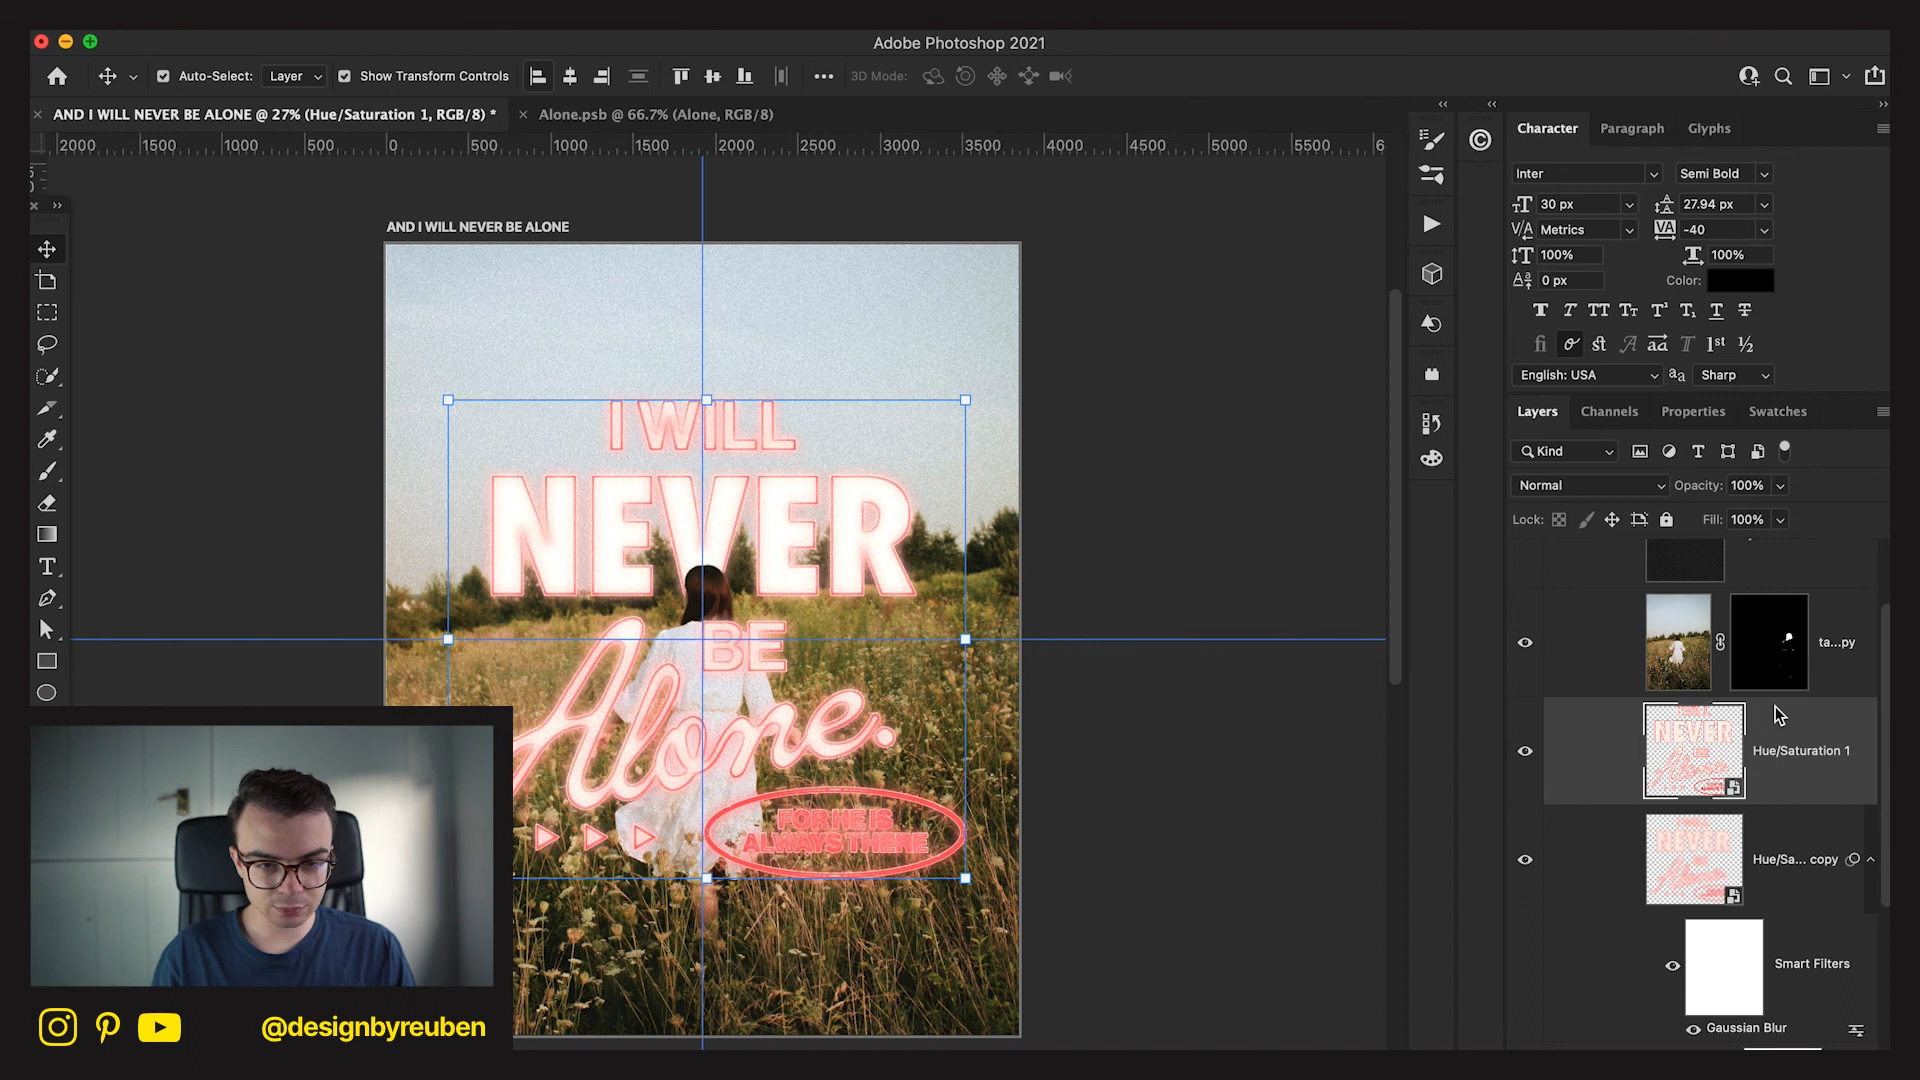 Adobe Photoshop 2021
Auto-Select: Layer Show Transform Controls 3D Mode:
AND I WILL NEVER BE ALONE @ 27% (Hue/Saturation 1, RGB/8) * Alone.psb @ 66.7% (Alone, RGB/8)
2000 1500 1000 500 0 500 1000 1500 2000 2500 3000 3500 4000 4500 5000 5500 6
5
0
AND I WILL NEVER BE ALONE
I WILL
NEVER
BE
Alone.
FOR HE IS
ALWAYS THERE
@designbyreuben
Character Paragraph Glyphs
Inter Semi Bold
30 px 27.94 px
Metrics -40
100% 100%
0 px Color:
English: USA Sharp
Layers Channels Properties Swatches
Kind
Normal Opacity: 100%
Lock: Fill: 100%
ta...py
Hue/Saturation 1
Hue/Sa... copy
Smart Filters
Gaussian Blur